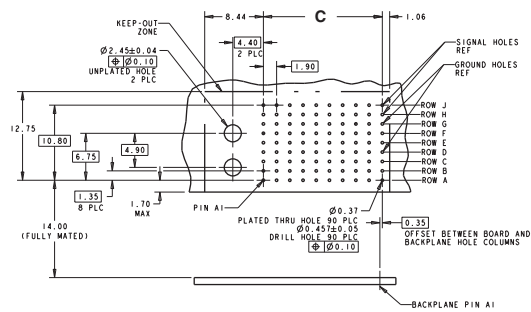 8.44
C
1.06
KEEP-OUT
ZONE
4.40
2 PLC
SIGNAL HOLES
REF
Ø2.45±0.04
⌖ Ø0.10
UNPLATED HOLE
2 PLC
1.90
GROUND HOLES
REF
12.75
10.80
6.75
4.90
1.35
8 PLC
1.70
MAX
ROW J
ROW H
ROW G
ROW F
ROW E
ROW D
ROW C
ROW B
ROW A
PIN A1
Ø0.37
PLATED THRU HOLE 90 PLC
Ø0.457±0.05
DRILL HOLE 90 PLC
⌖ Ø0.10
0.35
OFFSET BETWEEN BOARD AND
BACKPLANE HOLE COLUMNS
14.00
(FULLY MATED)
BACKPLANE PIN A1